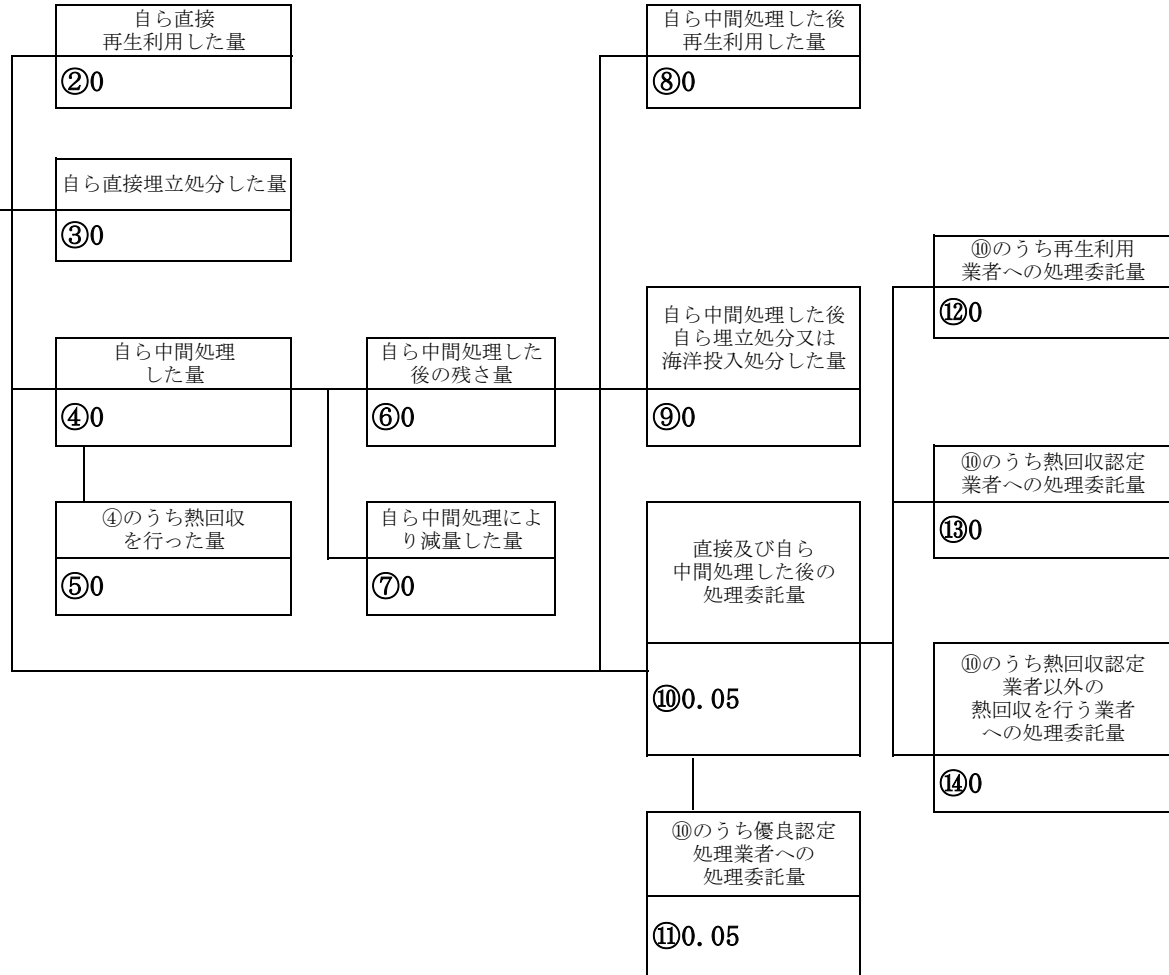 自ら直接
再生利用した量
②0
自ら直接埋立処分した量
③0
自ら中間処理
した量
④0
④のうち熱回収
を行った量
⑤0
自ら中間処理した
後の残さ量
⑥0
自ら中間処理によ
り減量した量
⑦0
自ら中間処理した後
再生利用した量
⑧0
自ら中間処理した後
自ら埋立処分又は
海洋投入処分した量
⑨0
直接及び自ら
中間処理した後の
処理委託量
⑩0.05
⑩のうち優良認定
処理業者への
処理委託量
⑪0.05
⑩のうち再生利用
業者への処理委託量
⑫0
⑩のうち熱回収認定
業者への処理委託量
⑬0
⑩のうち熱回収認定
業者以外の
熱回収を行う業者
への処理委託量
⑭0